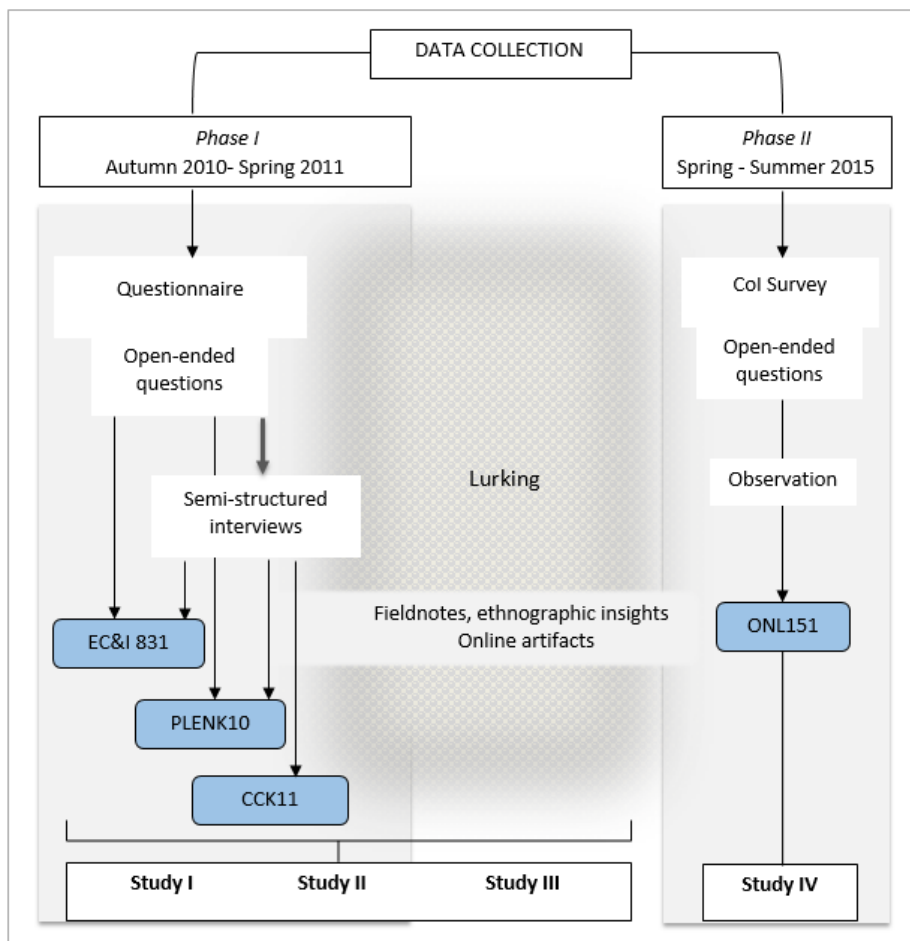 DATA COLLECTION
Phase I
Autumn 2010- Spring 2011
Phase II
Spring - Summer 2015
Questionnaire
Open-ended
questions
Semi-structured
interviews
EC&I 831
PLENK10
CCK11
Lurking
Fieldnotes, ethnographic insights
Online artifacts
CoI Survey
Open-ended
questions
Observation
ONL151
Study I
Study II
Study III
Study IV